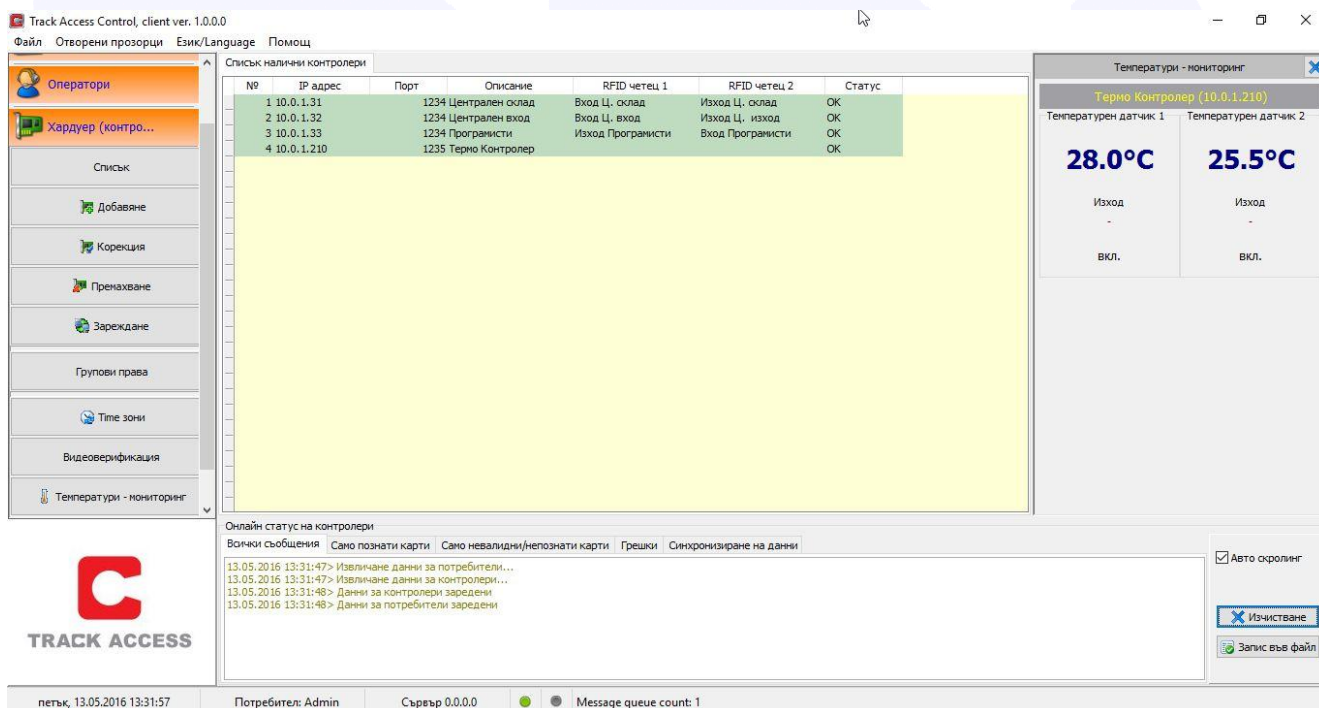 Track Access Control, client ver. 1.0.0.0
Файл Отворени прозорци Език/Language Помощ
Оператори
Хардуер (контро...
Списък
Добавяне
Корекция
Пренахване
Зареждане
Групови права
Time зони
Видеоверификация
Температури - мониторинг
TRACK ACCESS
Списък налични контролери
№ IP адрес Порт Описание RFID четец 1 RFID четец 2 Статус
1 10.0.1.31 1234 Централен склад Вход Ц. склад Изход Ц. склад OK
2 10.0.1.32 1234 Централен вход Вход Ц. вход Изход Ц. изход OK
3 10.0.1.33 1234 Програмисти Изход Програмисти Вход Програмисти OK
4 10.0.1.210 1235 Термо Контролер OK
Температури - мониторинг
Термо Контролер (10.0.1.210)
Температурен датчик 1 Температурен датчик 2
28.0°C 25.5°C
Изход Изход
- -
вкл. вкл.
Онлайн статус на контролери
Всички съобщения Само познати карти Само невалидни/непознати карти Грешки Синхронизиране на данни
13.05.2016 13:31:47> Извличане данни за потребители...
13.05.2016 13:31:47> Извличане данни за контролери...
13.05.2016 13:31:48> Данни за контролери заредени
13.05.2016 13:31:48> Данни за потребители заредени
Авто скролинг
Изчистване
Запис във файл
петък, 13.05.2016 13:31:57 Потребител: Admin Сървър 0.0.0.0 Message queue count: 1